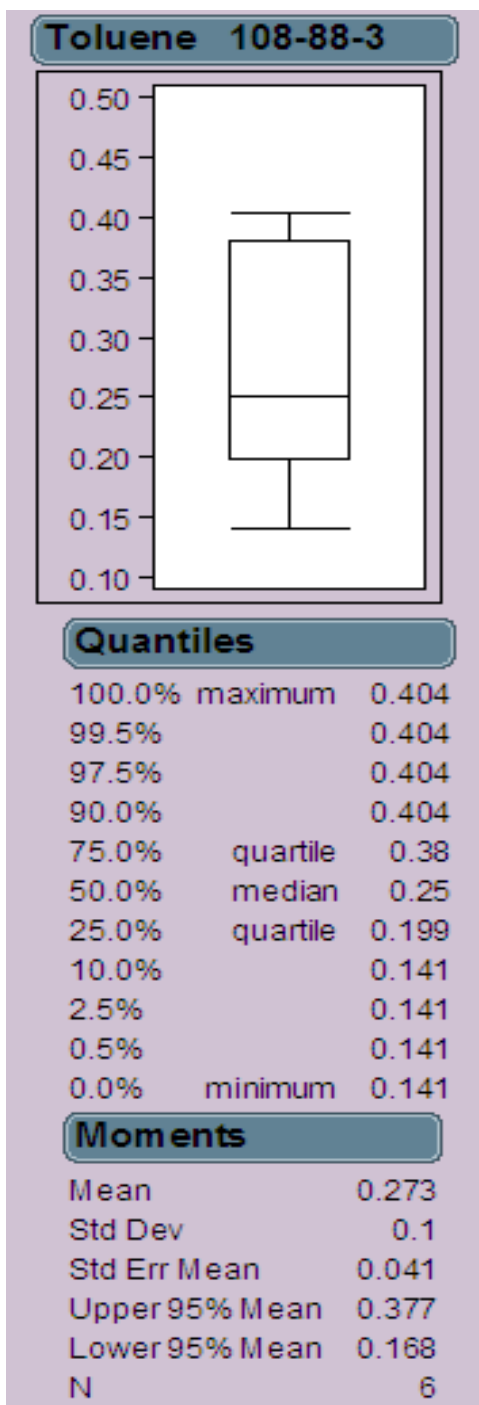 Toluene 108-88-3
0.50
0.45
0.40
0.35
0.30
0.25
0.20
0.15
0.10
Quantiles
100.0% maximum 0.404
99.5% 0.404
97.5% 0.404
90.0% 0.404
75.0% quartile 0.38
50.0% median 0.25
25.0% quartile 0.199
10.0% 0.141
2.5% 0.141
0.5% 0.141
0.0% minimum 0.141
Moments
Mean 0.273
Std Dev 0.1
Std Err Mean 0.041
Upper 95% Mean 0.377
Lower 95% Mean 0.168
N 6